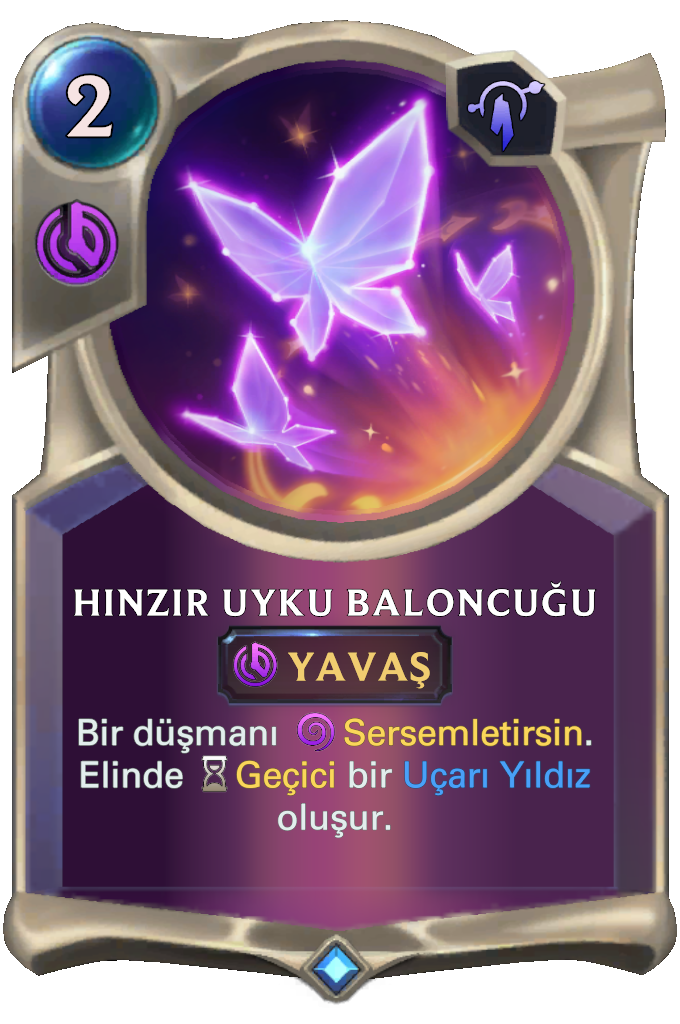 2
HINZIR UYKU BALONCUĞU
YAVAŞ
Bir düşmanı Sersemletirsin.
Elinde Geçici bir Uçarı Yıldız
oluşur.